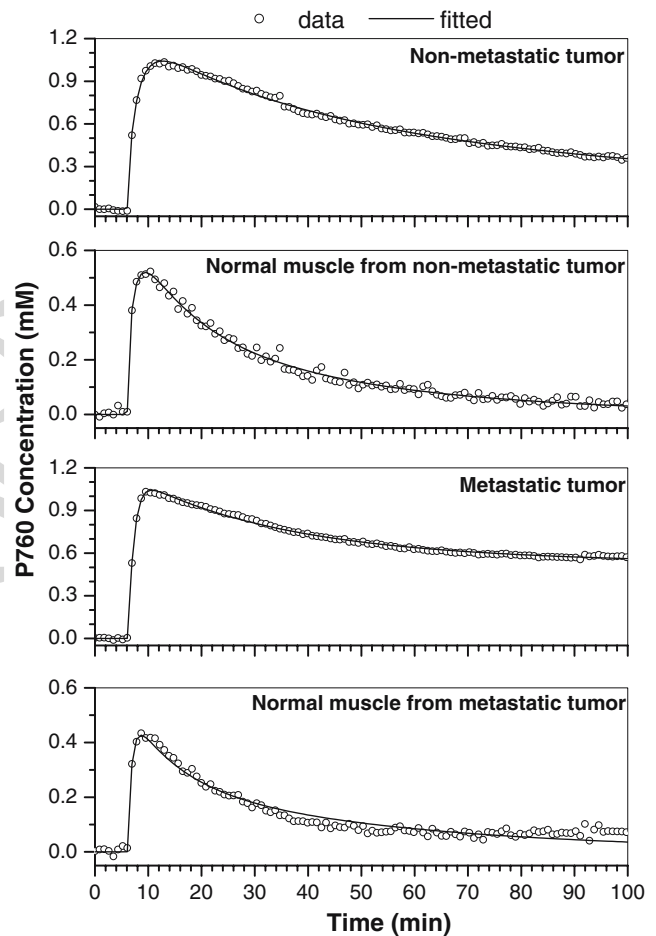 data fitted
1.2
0.9
0.6
0.3
0.0
Non-metastatic tumor
0.6
0.4
0.2
0.0
Normal muscle from non-metastatic tumor
P760 Concentration (mM)
1.2
0.9
0.6
0.3
0.0
Metastatic tumor
0.6
0.4
0.2
0.0
Normal muscle from metastatic tumor
0 10 20 30 40 50 60 70 80 90 100
Time (min)